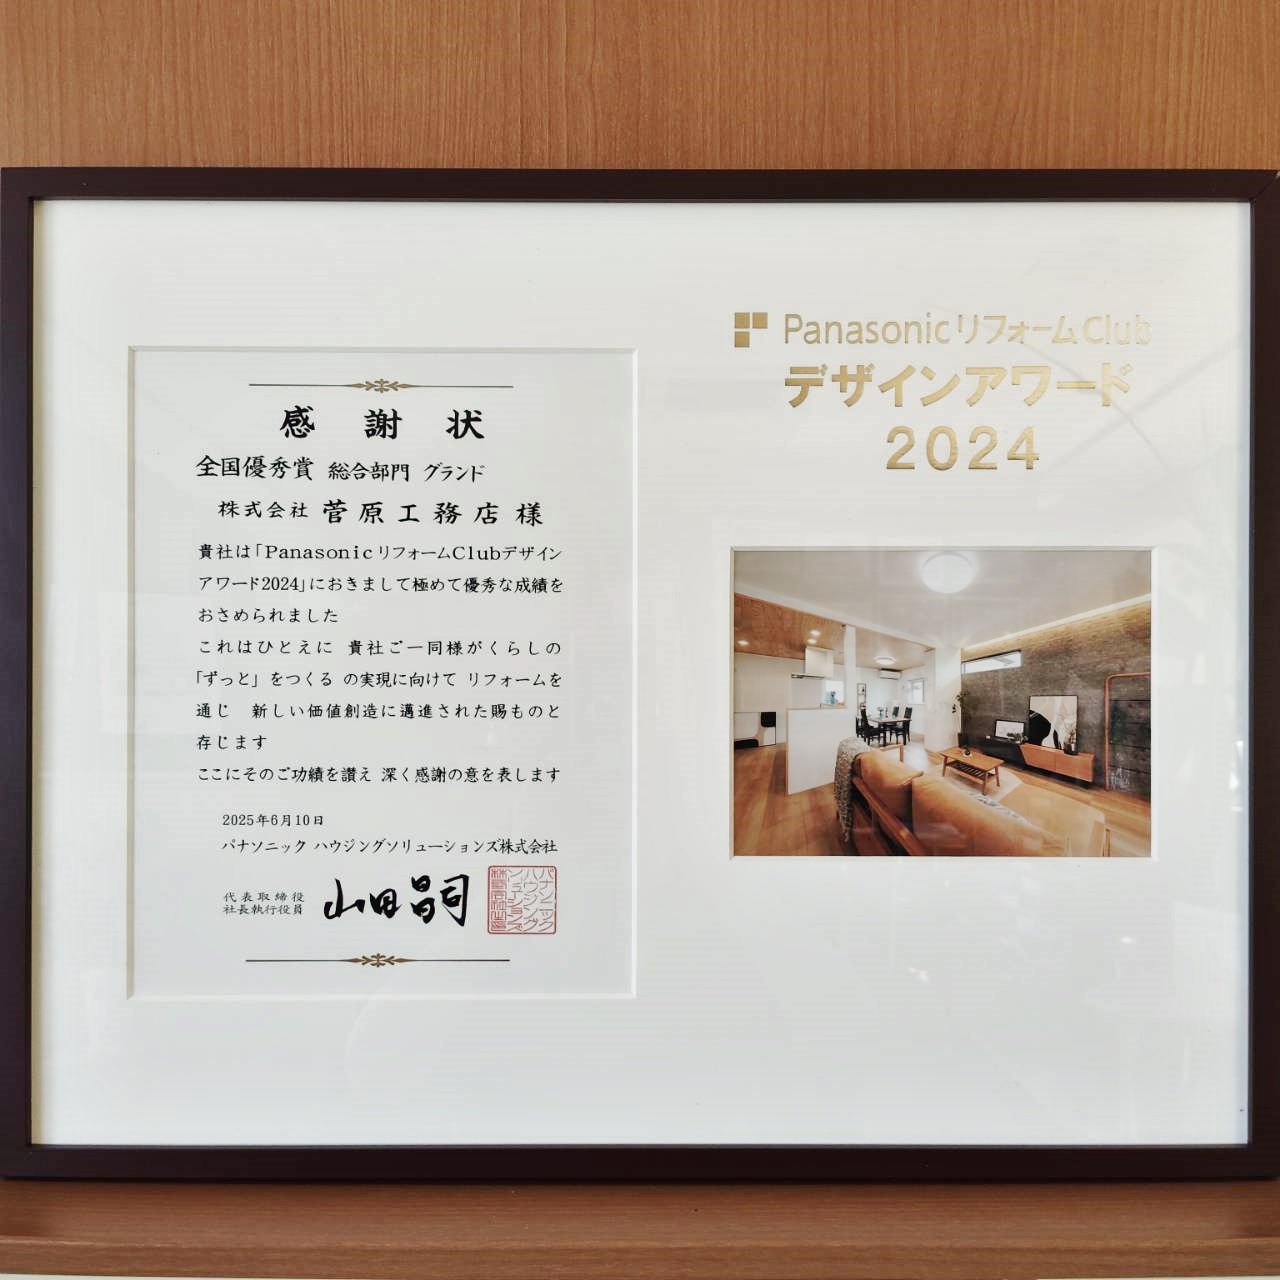 感謝状
全国優秀賞 総合部門 グランド
株式会社 菅原工務店様
貴社は「PanasonicリフォームClubデザイン
アワード2024」におきまして極めて優秀な成績を
おさめられました
これはひとえに 貴社ご一同様がくらしの
「ずっと」をつくる の実現に向けて リフォームを
通じ 新しい価値創造に邁進された賜ものと
存じます
ここにそのご功績を讃え 深く感謝の意を表します
2025年6月10日
パナソニック ハウジングソリューションズ株式会社
代表取締役
社長執行役員
山田昌司
PanasonicリフォームClub
デザインアワード
2024